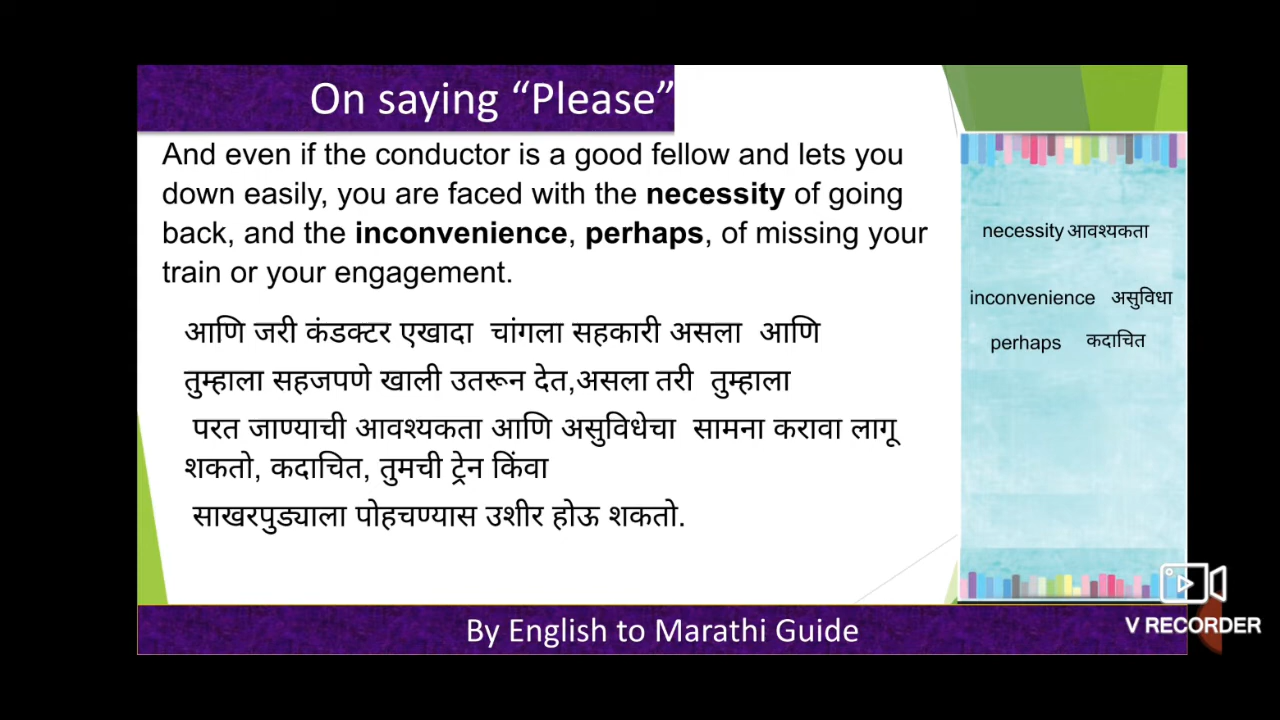 On saying “Please”
And even if the conductor is a good fellow and lets you
down easily, you are faced with the necessity of going
back, and the inconvenience, perhaps, of missing your
train or your engagement.
आणि जरी कंडक्टर एखादा चांगला सहकारी असला आणि
तुम्हाला सहजपणे खाली उतरून देत,असला तरी तुम्हाला
परत जाण्याची आवश्यकता आणि असुविधेचा सामना करावा लागू
शकतो, कदाचित, तुमची ट्रेन किंवा
साखरपुड्याला पोहचण्यास उशीर होऊ शकतो.
necessity आवश्यकता
inconvenience असुविधा
perhaps कदाचित
By English to Marathi Guide
V RECORDER